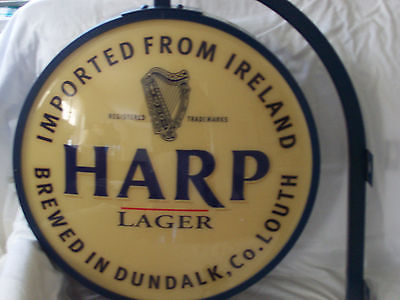 IMPORTED FROM IRELAND
REGISTERED TRADEMARKS
HARP
LAGER
BREWED IN DUNDALK, Co. LOUTH